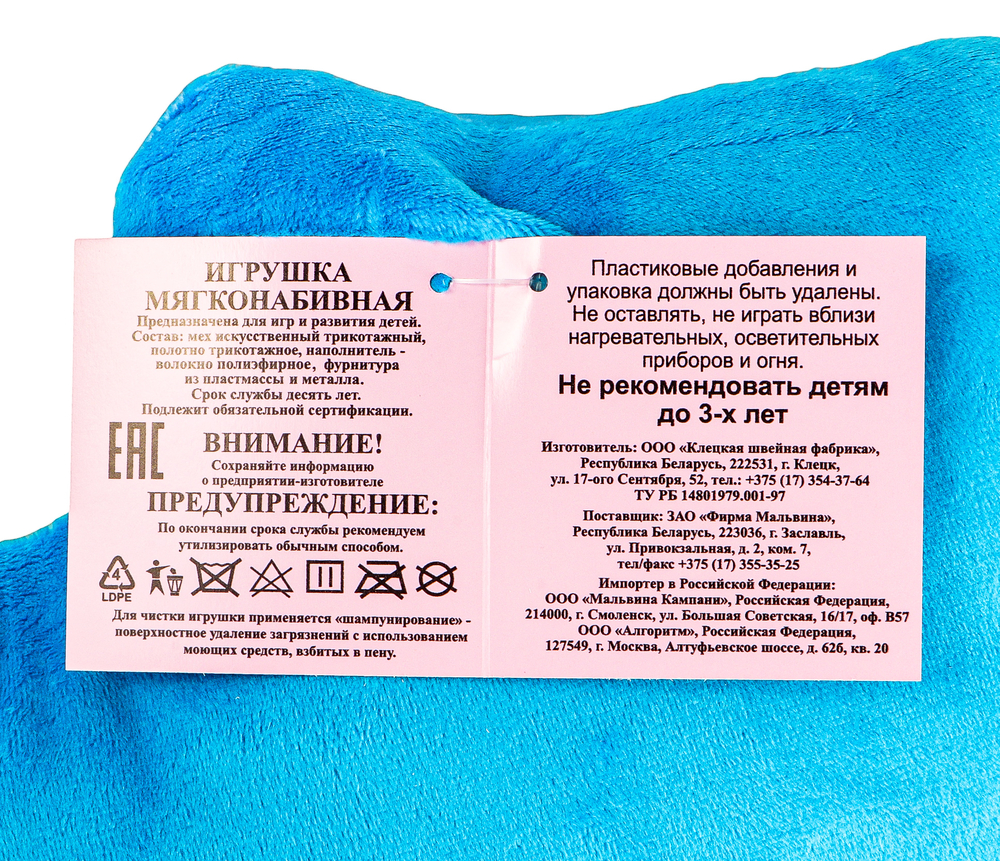 ИГРУШКА
МЯГКОНАБИВНАЯ
Предназначена для игр и развития детей.
Состав: мех искусственный трикотажный,
полотно трикотажное, наполнитель -
волокно полиэфирное, фурнитура
из пластмассы и металла.
Срок службы десять лет.
Подлежит обязательной сертификации.
EAC
ВНИМАНИЕ!
Сохраняйте информацию
о предприятии-изготовителе
ПРЕДУПРЕЖДЕНИЕ:
По окончании срока службы рекомендуем
утилизировать обычным способом.
4
LDPE
Для чистки игрушки применяется «шампунирование» -
поверхностное удаление загрязнений с использованием
моющих средств, взбитых в пену.
Пластиковые добавления и
упаковка должны быть удалены.
Не оставлять, не играть вблизи
нагревательных, осветительных
приборов и огня.
Не рекомендовать детям
до 3-х лет
Изготовитель: ООО «Клецкая швейная фабрика»,
Республика Беларусь, 222531, г. Клецк,
ул. 17-ого Сентября, 52, тел.: +375 (17) 354-37-64
ТУ РБ 14801979.001-97
Поставщик: ЗАО «Фирма Мальвина»,
Республика Беларусь, 223036, г. Заславль,
ул. Привокзальная, д. 2, ком. 7,
тел/факс +375 (17) 355-35-25
Импортер в Российской Федерации:
ООО «Мальвина Кампани», Российская Федерация,
214000, г. Смоленск, ул. Большая Советская, 16/17, оф. В57
ООО «Алгоритм», Российская Федерация,
127549, г. Москва, Алтуфьевское шоссе, д. 62б, кв. 20